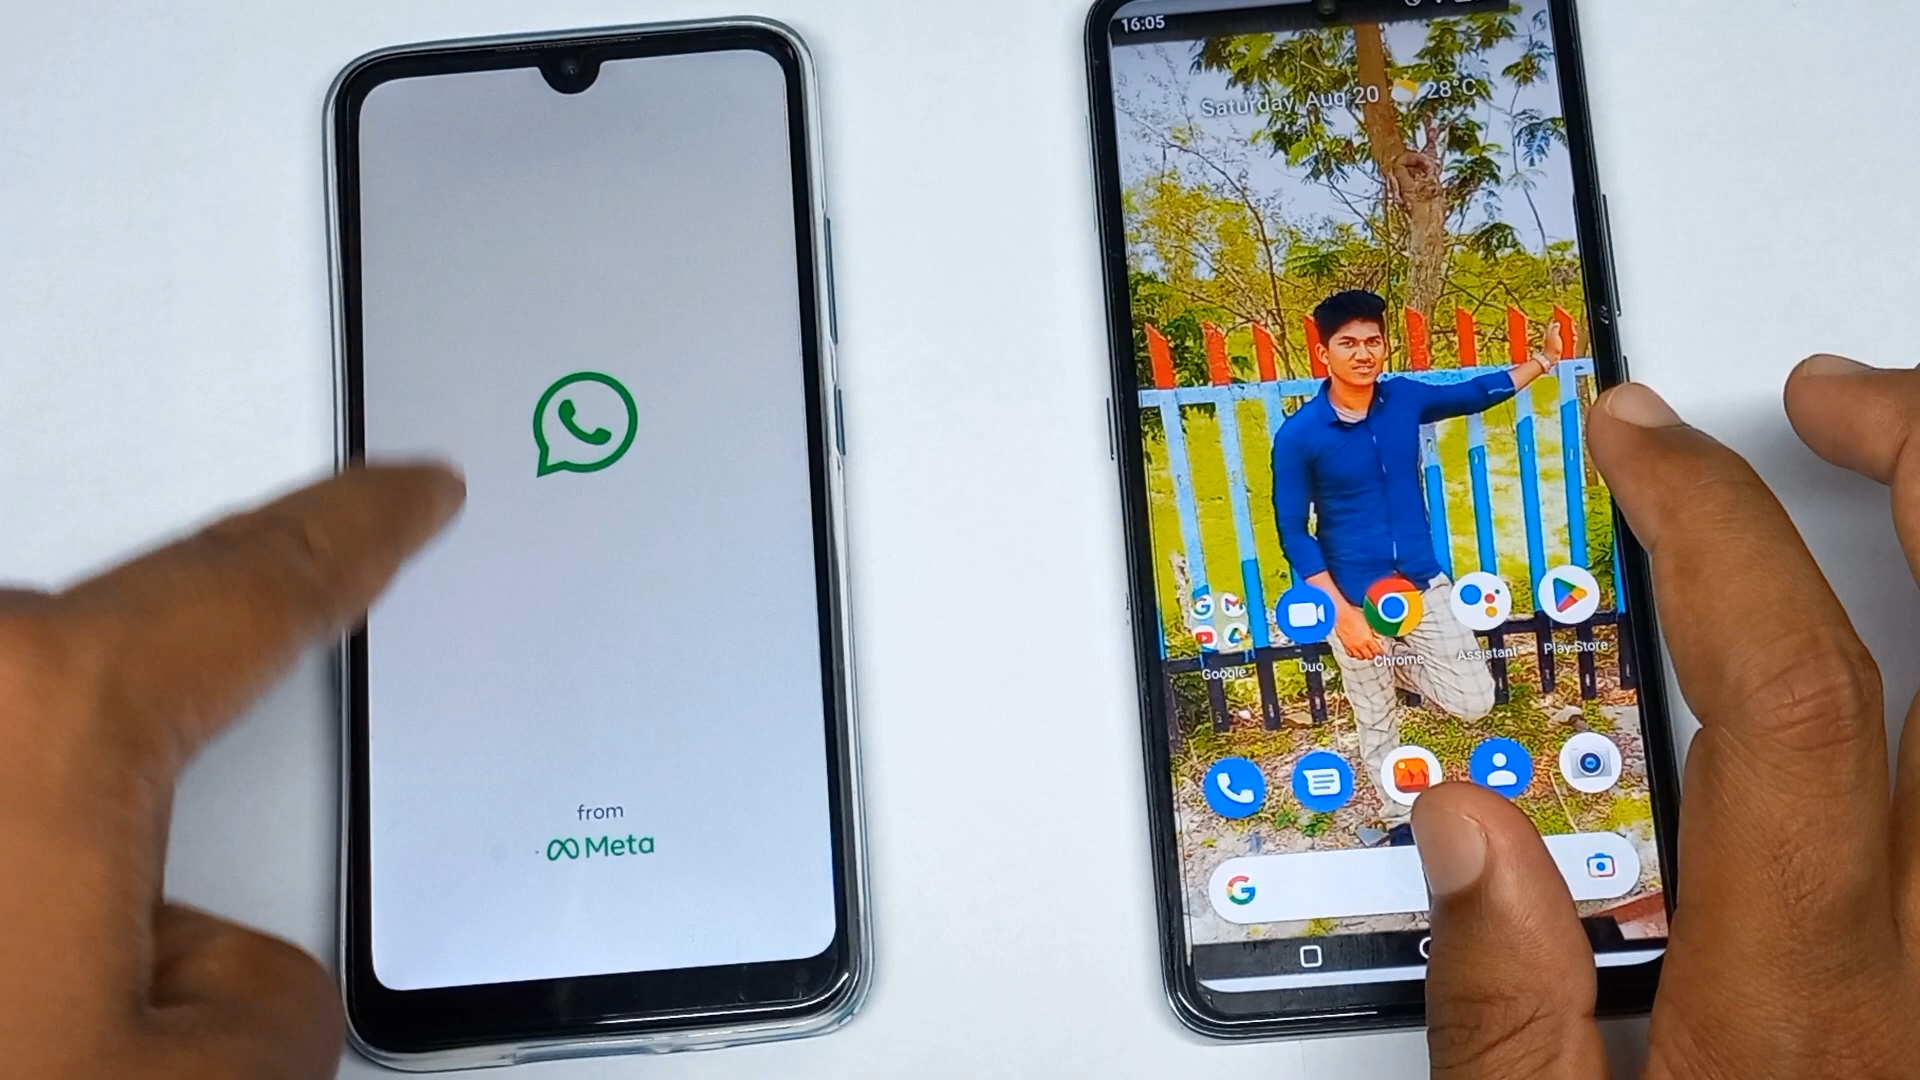 from
Meta
16:05
Saturday, Aug 20 28°C
Google Duo Chrome Assistant Play Store